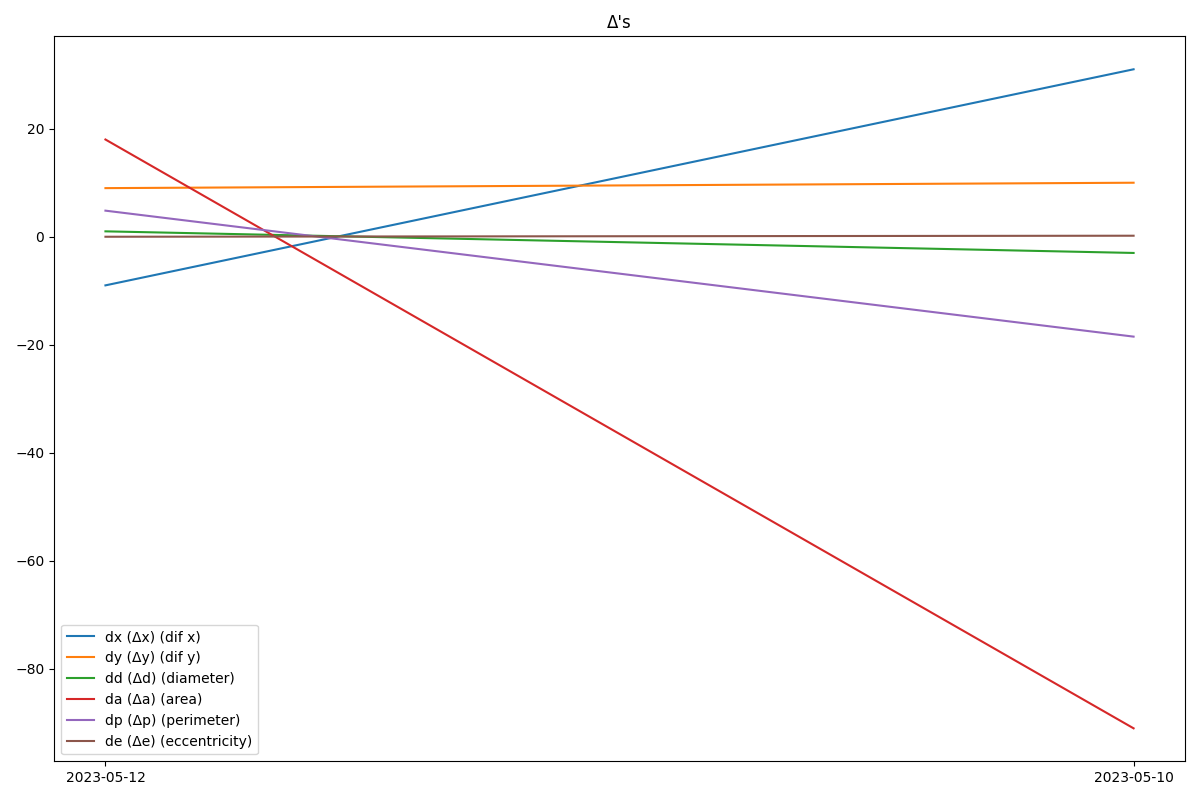 Δ's
20
0
−20
−40
−60
−80
dx (Δx) (dif x)
dy (Δy) (dif y)
dd (Δd) (diameter)
da (Δa) (area)
dp (Δp) (perimeter)
de (Δe) (eccentricity)
2023-05-12 2023-05-10